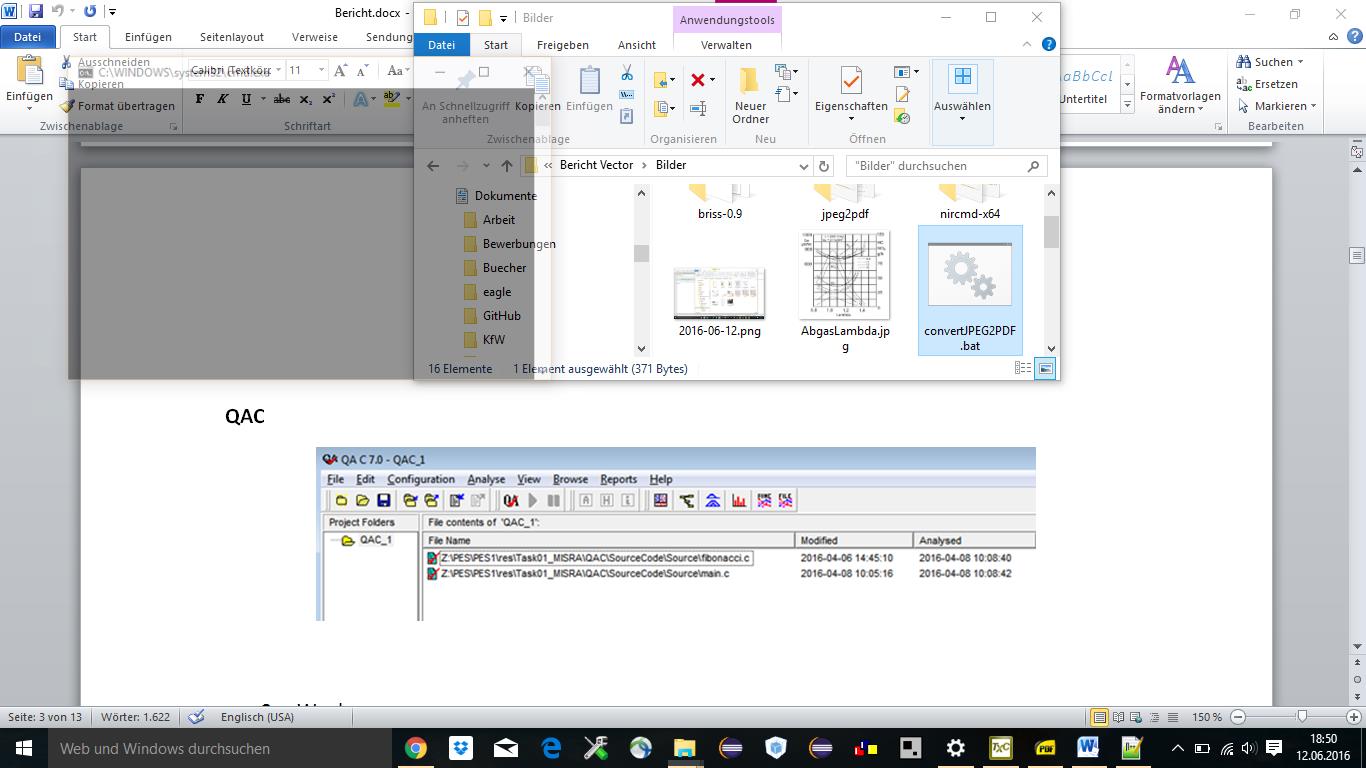 Bericht.docx -
Bilder
Anwendungstools
Datei
Start
Einfügen
Seitenlayout
Verweise
Sendung
Datei
Start
Freigeben
Ansicht
Verwalten
Einfügen
Ausschneiden
Kopieren
Format übertragen
Zwischenablage
C:\WINDOWS\system32\cmd.exe
Calibri (Textkörp
11
Aa
F K U abc x₂ x²
Schriftart
An Schnellzugriff
anheften
Kopieren
Einfügen
Zwischenablage
Organisieren
Neuer
Ordner
Neu
Eigenschaften
Öffnen
Auswählen
aBbCcl
Untertitel
Formatvorlagen
ändern
Suchen
Ersetzen
Markieren
Bearbeiten
« Bericht Vector > Bilder
"Bilder" durchsuchen
Dokumente
Arbeit
Bewerbungen
Buecher
eagle
GitHub
KfW
briss-0.9
jpeg2pdf
nircmd-x64
2016-06-12.png
AbgasLambda.jp
g
convertJPEG2PDF
.bat
16 Elemente
1 Element ausgewählt (371 Bytes)
QAC
QA C 7.0 - QAC_1
File Edit Configuration Analyse View Browse Reports Help
Project Folders
File contents of 'QAC_1':
QAC_1
File Name Modified Analysed
Z:\PES\PES1\res\Task01_MISRA\QAC\SourceCode\Source\fibonacci.c 2016-04-06 14:45:10 2016-04-08 10:08:40
Z:\PES\PES1\res\Task01_MISRA\QAC\SourceCode\Source\main.c 2016-04-08 10:05:16 2016-04-08 10:08:42
Seite: 3 von 13
Wörter: 1.622
Englisch (USA)
150 %
Web und Windows durchsuchen
TXC
PDF
18:50
12.06.2016